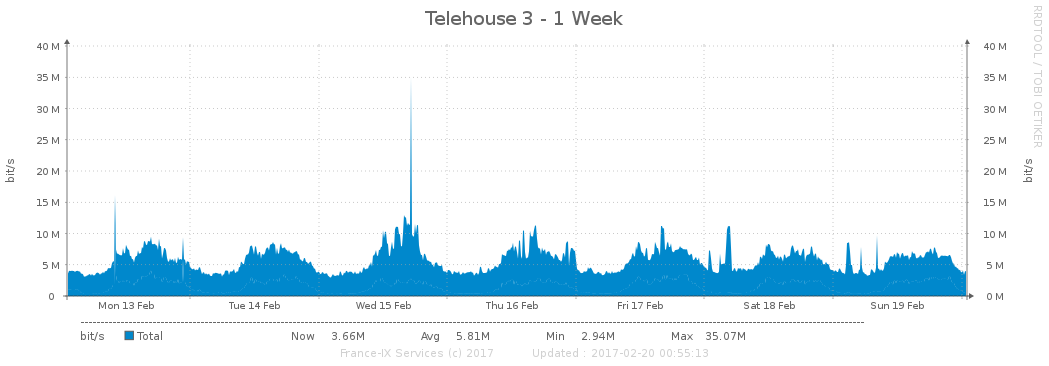 Telehouse 3 - 1 Week
RRDTOOL / TOBI OETIKER
bit/s
bit/s
40 M 40 M
35 M 35 M
30 M 30 M
25 M 25 M
20 M 20 M
15 M 15 M
10 M 10 M
5 M 5 M
0 0 M
Mon 13 Feb Tue 14 Feb Wed 15 Feb Thu 16 Feb Fri 17 Feb Sat 18 Feb Sun 19 Feb
bit/s Total Now 3.66M Avg 5.81M Min 2.94M Max 35.07M
France-IX Services (c) 2017 Updated : 2017-02-20 00:55:13